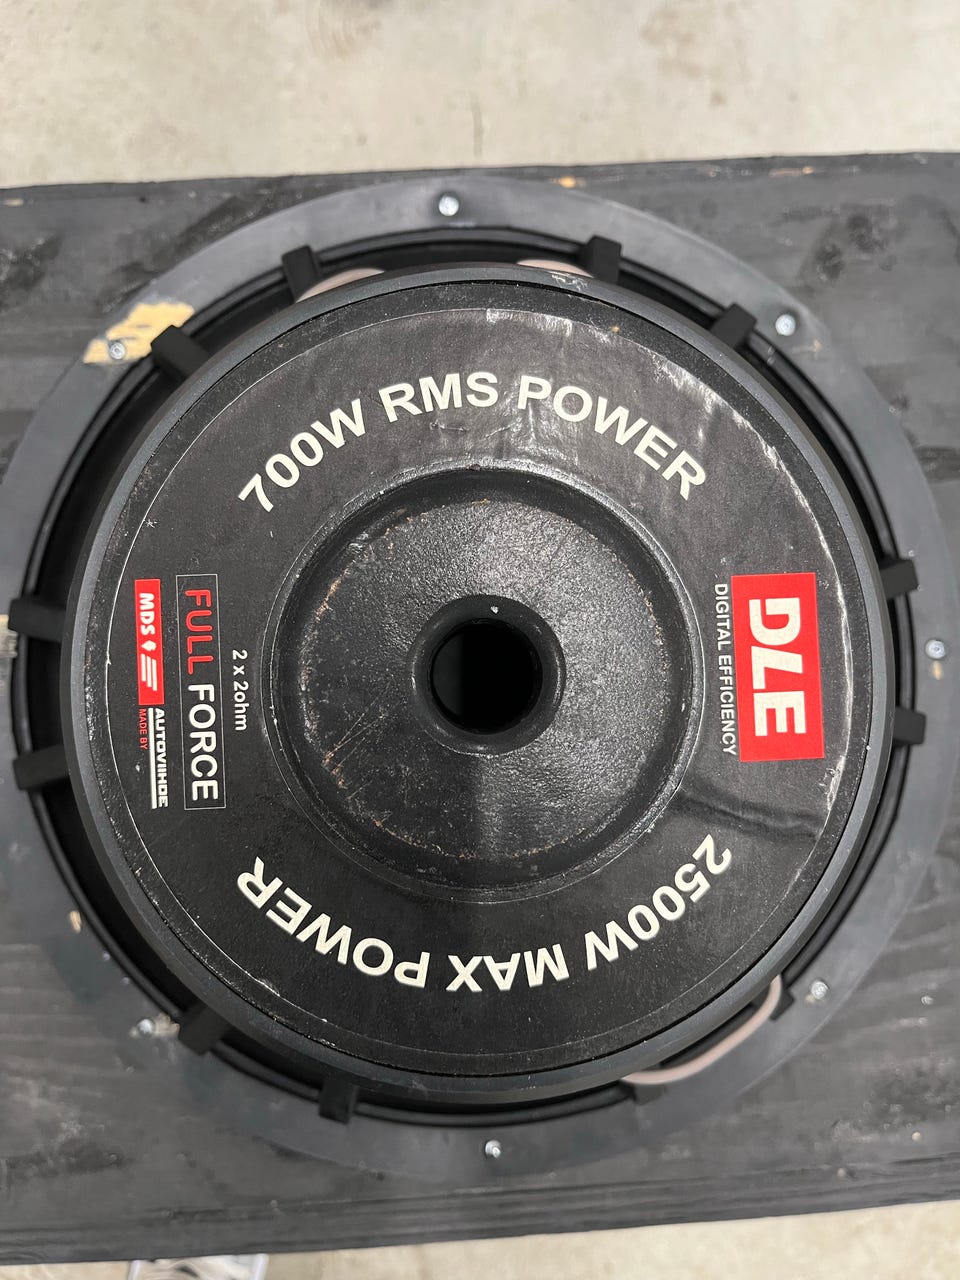 700W RMS POWER
DLE
DIGITAL EFFICIENCY
2500W MAX POWER
2 x 2ohm
FULL FORCE
MDS AUTOVIIHDE
MADE BY